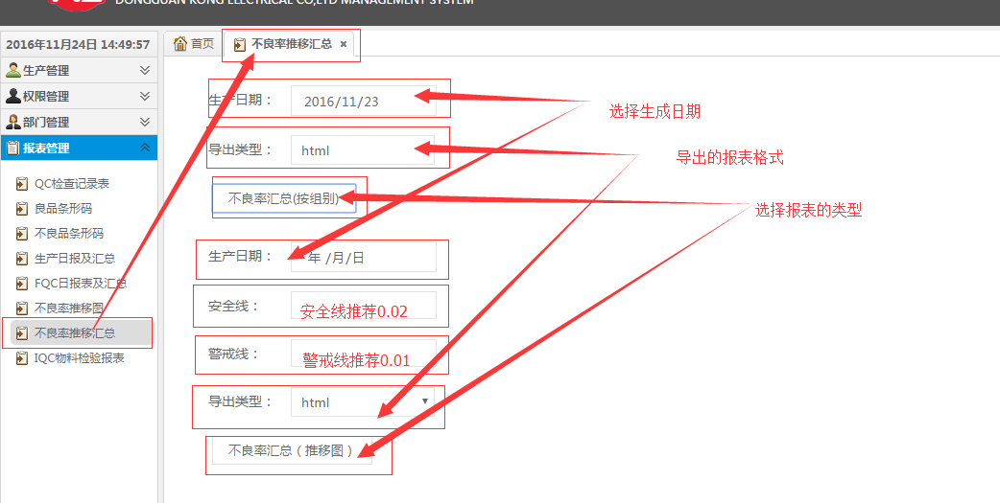 DONGGUAN KONG ELECTRICAL CO,LTD MANAGEMENT SYSTEM
2016年11月24日 14:49:57
首页
不良率推移汇总
生产管理
权限管理
部门管理
报表管理
QC检查记录表
良品条形码
不良品条形码
生产日报及汇总
FQC日报表及汇总
不良率推移图
不良率推移汇总
IQC物料检验报表
生产日期：
2016/11/23
选择生成日期
导出类型：
html
导出的报表格式
不良率汇总(按组别)
选择报表的类型
生产日期：
年 /月/日
安全线：
安全线推荐0.02
警戒线：
警戒线推荐0.01
导出类型：
html
不良率汇总（推移图）